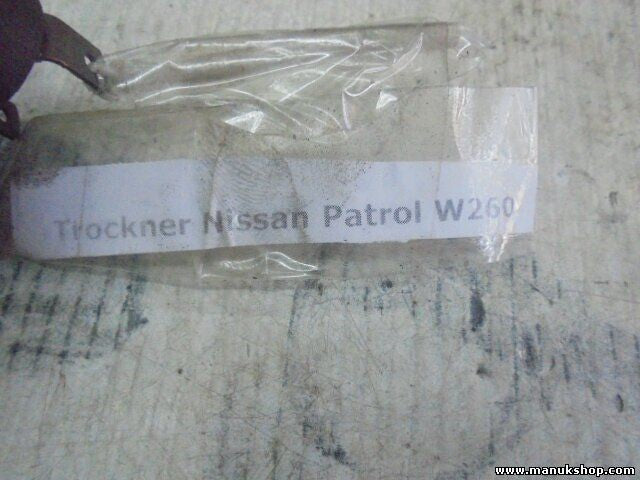 Trockner Nissan Patrol W260
www.manukshop.com